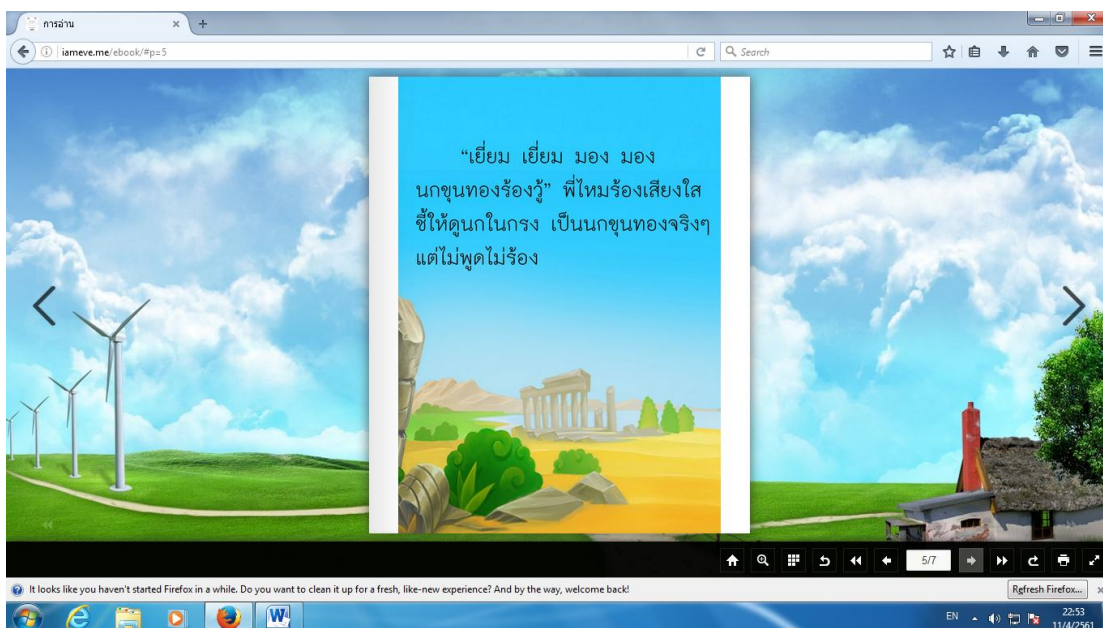 การอ่าน
iameve.me/ebook/#p=5
Search
“เยี่ยม เยี่ยม มอง มอง
นกขุนทองร้องวู้” พี่ไหมร้องเสียงใส
ชี้ให้ดูนกในกรง เป็นนกขุนทองจริงๆ
แต่ไม่พูดไม่ร้อง
5/7
It looks like you haven't started Firefox in a while. Do you want to clean it up for a fresh, like-new experience? And by the way, welcome back!
Refresh Firefox...
EN
22:53
11/4/2561